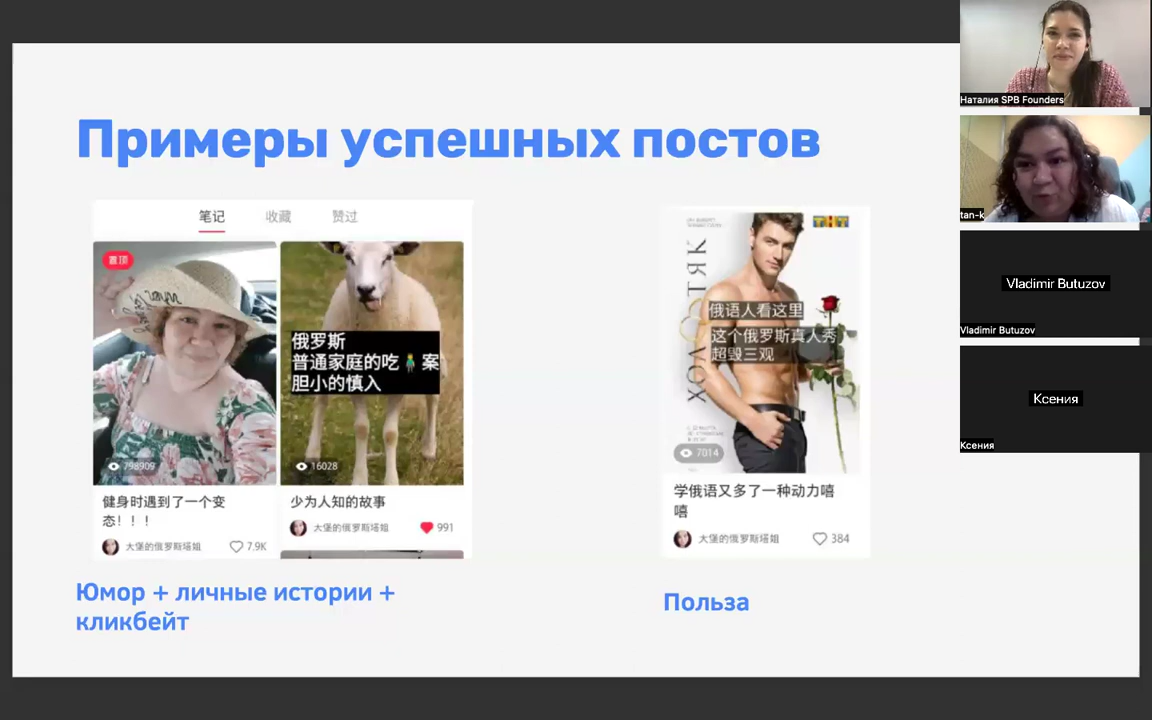 Примеры успешных постов
笔记 收藏 赞过
置顶
798909
健身时遇到了一个变
态！！！
大堡的俄罗斯塔姐
7.9K
俄罗斯
普通家庭的吃🧍案
胆小的慎入
16028
少为人知的故事
大堡的俄罗斯塔姐
991
Юмор + личные истории +
кликбейт
ТНТ
ХОЛОСТЯК
俄语人看这里
这个俄罗斯真人秀
超毁三观
7014
学俄语又多了一种动力嘻
嘻
大堡的俄罗斯塔姐
384
Польза
Наталия SPB Founders
tan-k
Vladimir Butuzov
Vladimir Butuzov
Ксения
Ксения